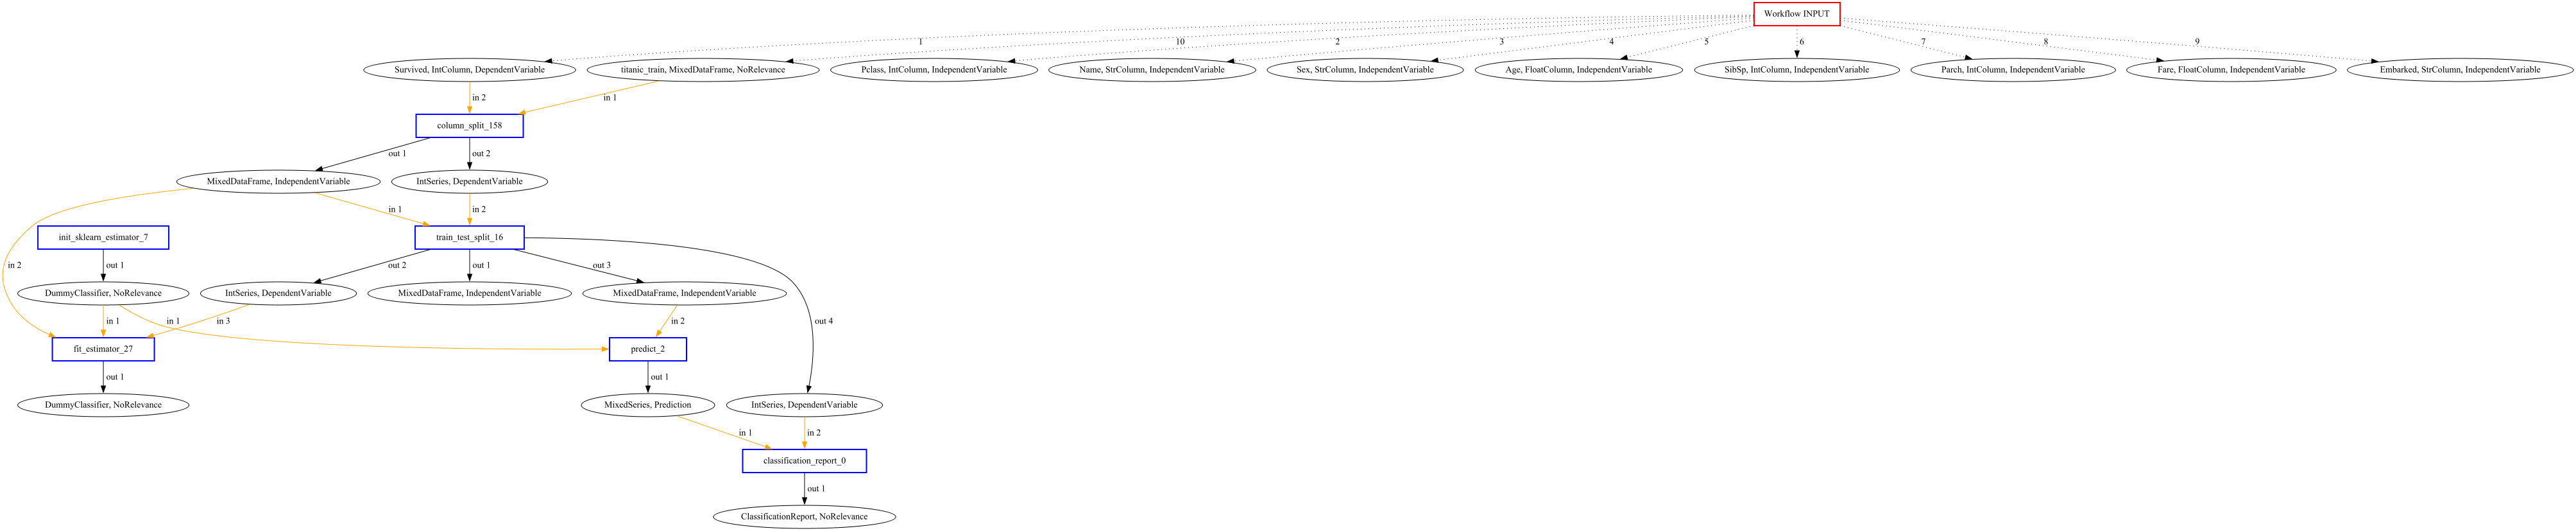 Workflow INPUT
1
10
2
3
4
5
6
7
8
9
Survived, IntColumn, DependentVariable
titanic_train, MixedDataFrame, NoRelevance
Pclass, IntColumn, IndependentVariable
Name, StrColumn, IndependentVariable
Sex, StrColumn, IndependentVariable
Age, FloatColumn, IndependentVariable
SibSp, IntColumn, IndependentVariable
Parch, IntColumn, IndependentVariable
Fare, FloatColumn, IndependentVariable
Embarked, StrColumn, IndependentVariable
in 2
in 1
column_split_158
out 1
out 2
MixedDataFrame, IndependentVariable
IntSeries, DependentVariable
in 1
in 2
init_sklearn_estimator_7
train_test_split_16
in 2
out 1
out 2
out 1
out 3
DummyClassifier, NoRelevance
IntSeries, DependentVariable
MixedDataFrame, IndependentVariable
MixedDataFrame, IndependentVariable
in 1
in 1
in 3
in 2
out 4
fit_estimator_27
predict_2
out 1
out 1
DummyClassifier, NoRelevance
MixedSeries, Prediction
IntSeries, DependentVariable
in 1
in 2
classification_report_0
out 1
ClassificationReport, NoRelevance